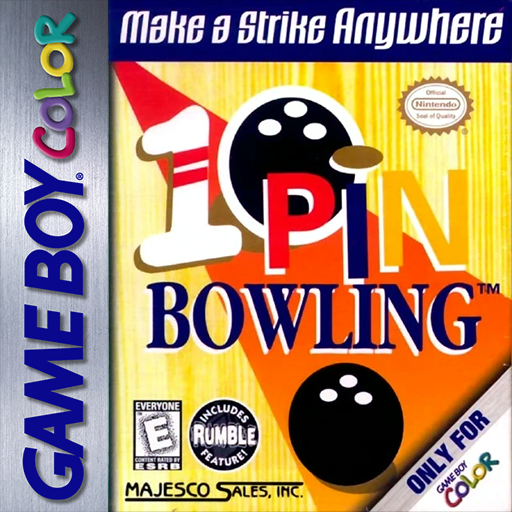 Make a Strike Anywhere
GAME BOY COLOR®
Official
Nintendo
Seal of Quality
10 PiN
BOWLING™
EVERYONE
E
CONTENT RATED BY
ESRB
INCLUDES
RUMBLE
FEATURE!
MAJESCO SALES, INC.
ONLY FOR
GAME BOY
COLOR